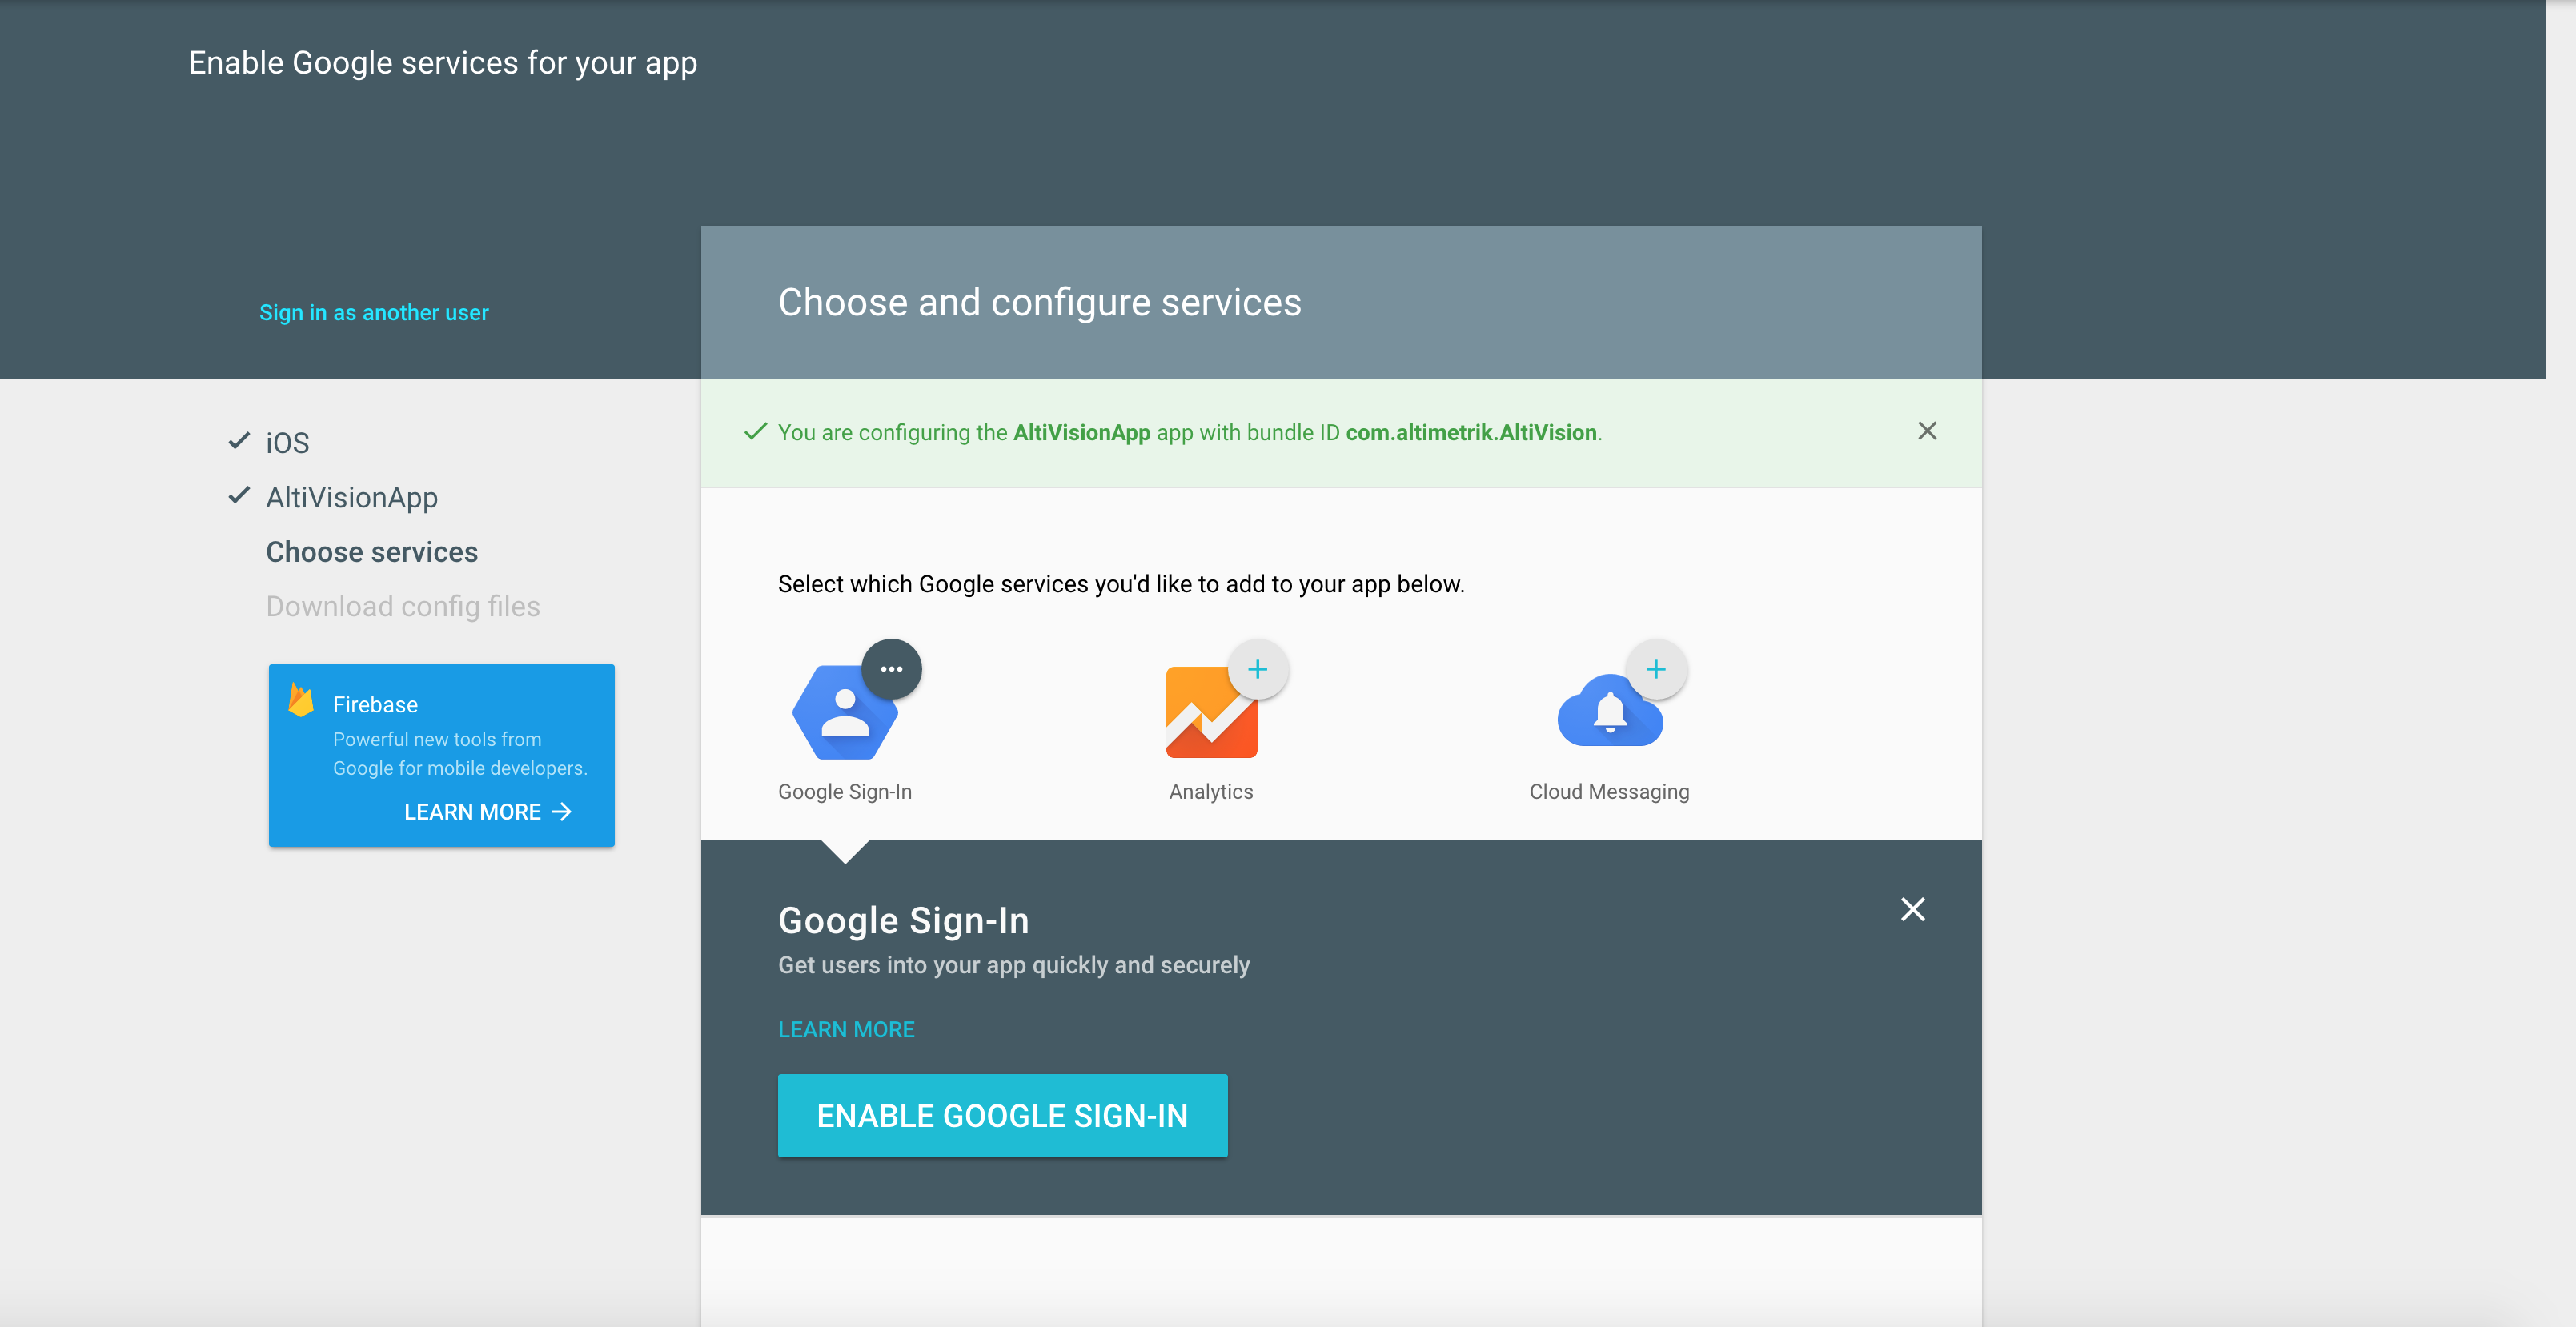 Enable Google services for your app
Sign in as another user
iOS
AltiVisionApp
Choose services
Download config files
Firebase
Powerful new tools from
Google for mobile developers.
LEARN MORE
Choose and configure services
You are configuring the AltiVisionApp app with bundle ID com.altimetrik.AltiVision.
Select which Google services you'd like to add to your app below.
Google Sign-In
Analytics
Cloud Messaging
Google Sign-In
Get users into your app quickly and securely
LEARN MORE
ENABLE GOOGLE SIGN-IN